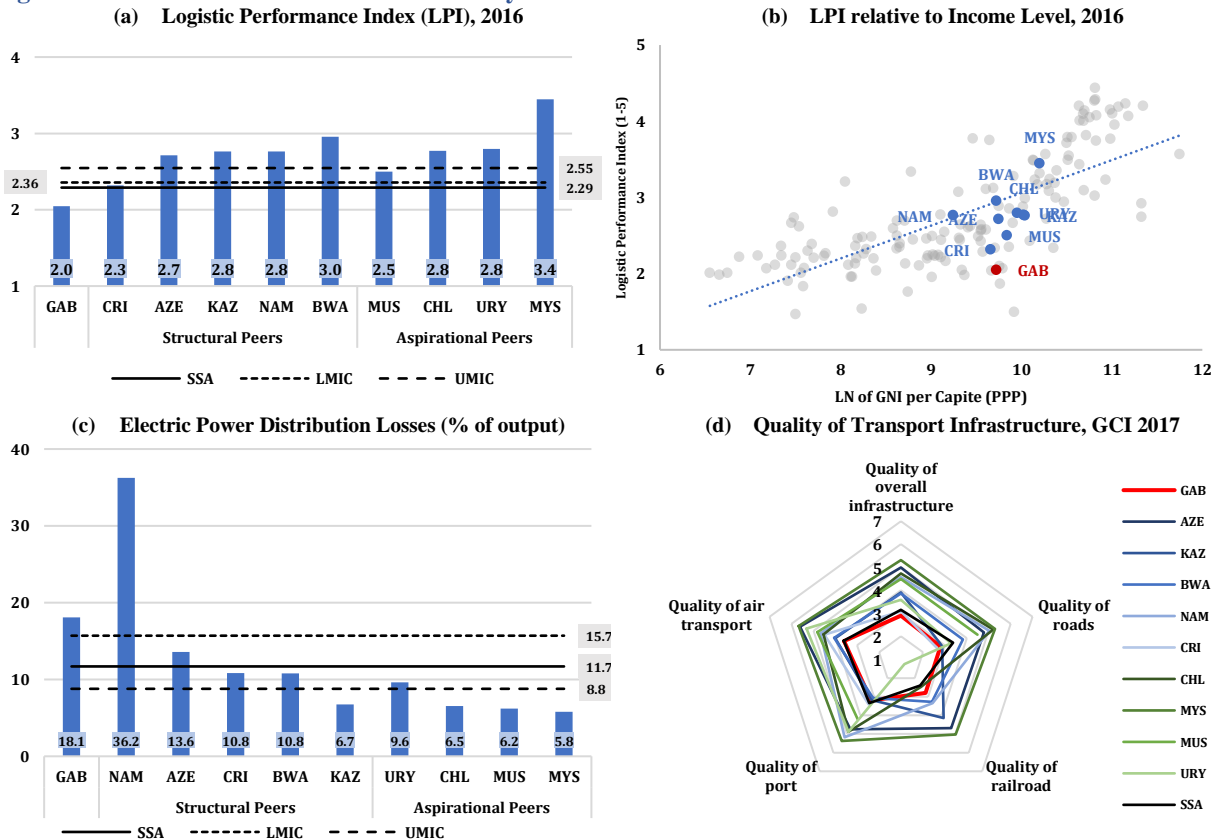 (a) Logistic Performance Index (LPI), 2016
4
3
2
1
2.36
2.55
2.29
2.0
2.3
2.7
2.8
2.8
3.0
2.5
2.8
2.8
3.4
GAB CRI AZE KAZ NAM BWA MUS CHL URY MYS
Structural Peers Aspirational Peers
SSA LMIC UMIC
(b) LPI relative to Income Level, 2016
Logistic Performance Index (1-5)
5
4
3
2
1
MYS
BWA
CHL
NAM
AZE
URY
KAZ
CRI
MUS
GAB
6 7 8 9 10 11 12
LN of GNI per Capite (PPP)
(c) Electric Power Distribution Losses (% of output)
40
30
20
10
0
15.7
11.7
8.8
18.1
36.2
13.6
10.8
10.8
6.7
9.6
6.5
6.2
5.8
GAB NAM AZE CRI BWA KAZ URY CHL MUS MYS
Structural Peers Aspirational Peers
SSA LMIC UMIC
(d) Quality of Transport Infrastructure, GCI 2017
Quality of
overall
infrastructure
7
6
5
4
3
2
1
Quality of
roads
Quality of
railroad
Quality of
port
Quality of air
transport
GAB
AZE
KAZ
BWA
NAM
CRI
CHL
MYS
MUS
URY
SSA